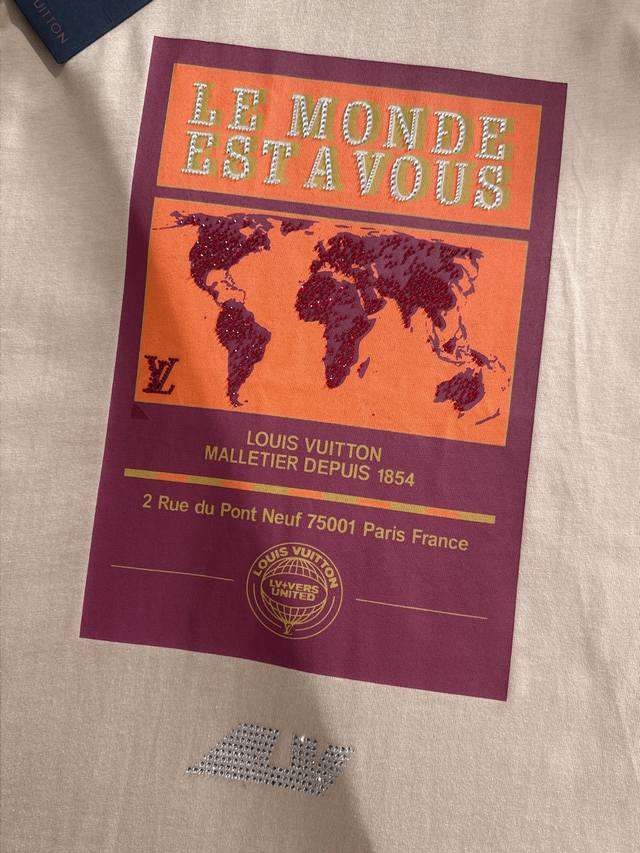 VUITTON
LE MONDE
EST A VOUS
LV
LOUIS VUITTON
MALLETIER DEPUIS 1854
2 Rue du Pont Neuf 75001 Paris France
LOUIS VUITTON
LV+VERS
UNITED
LV